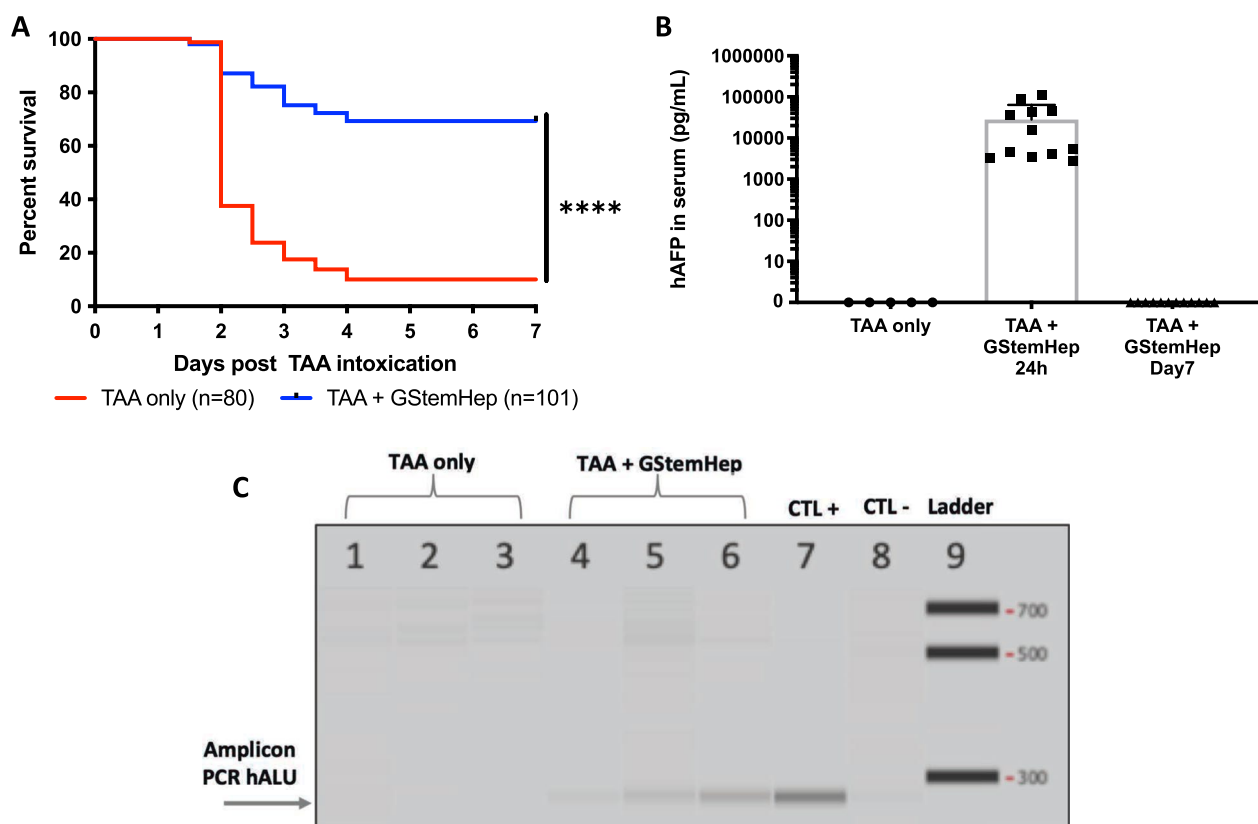 A
Percent survival
100
80
60
40
20
0
0 1 2 3 4 5 6 7
Days post TAA intoxication
TAA only (n=80) TAA + GStemHep (n=101)
****
B
hAFP in serum (pg/mL)
1000000
100000
10000
1000
100
10
0
TAA only
TAA +
GStemHep
24h
TAA +
GStemHep
Day7
C
TAA only TAA + GStemHep CTL + CTL - Ladder
1 2 3 4 5 6 7 8 9
-700
-500
-300
Amplicon
PCR hALU